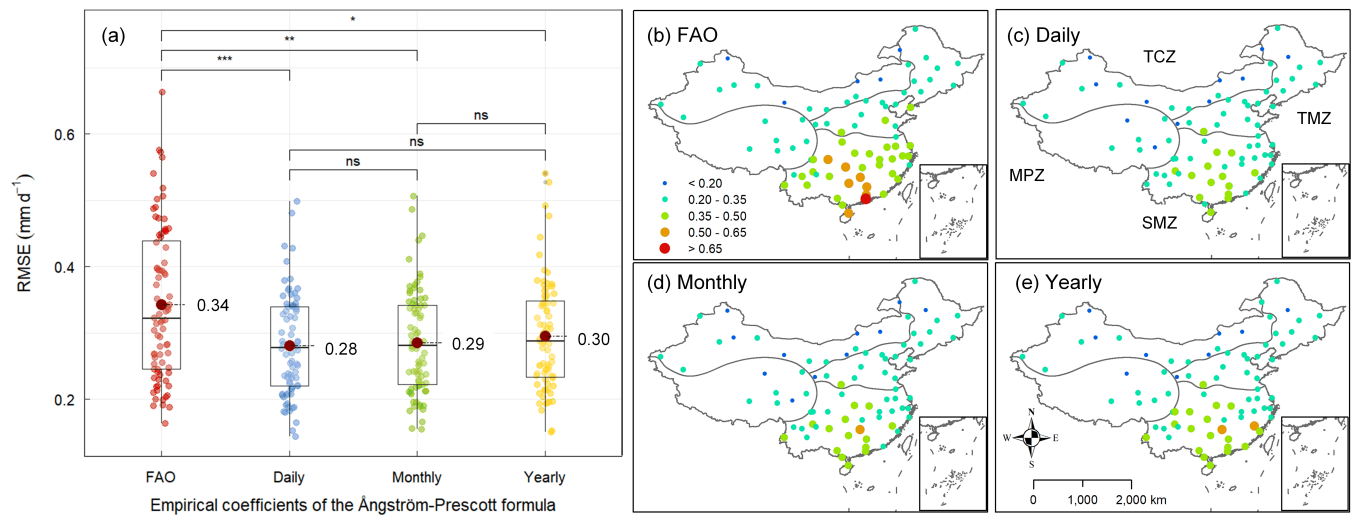 (a)
*
**
***
ns
ns
ns
0.6
0.4
0.2
RMSE (mm d⁻¹)
0.34
0.28
0.29
0.30
FAO
Daily
Monthly
Yearly
Empirical coefficients of the Ångström-Prescott formula
(b) FAO
< 0.20
0.20 - 0.35
0.35 - 0.50
0.50 - 0.65
> 0.65
(c) Daily
TCZ
TMZ
MPZ
SMZ
(d) Monthly
(e) Yearly
N
W E
S
0 1,000 2,000 km